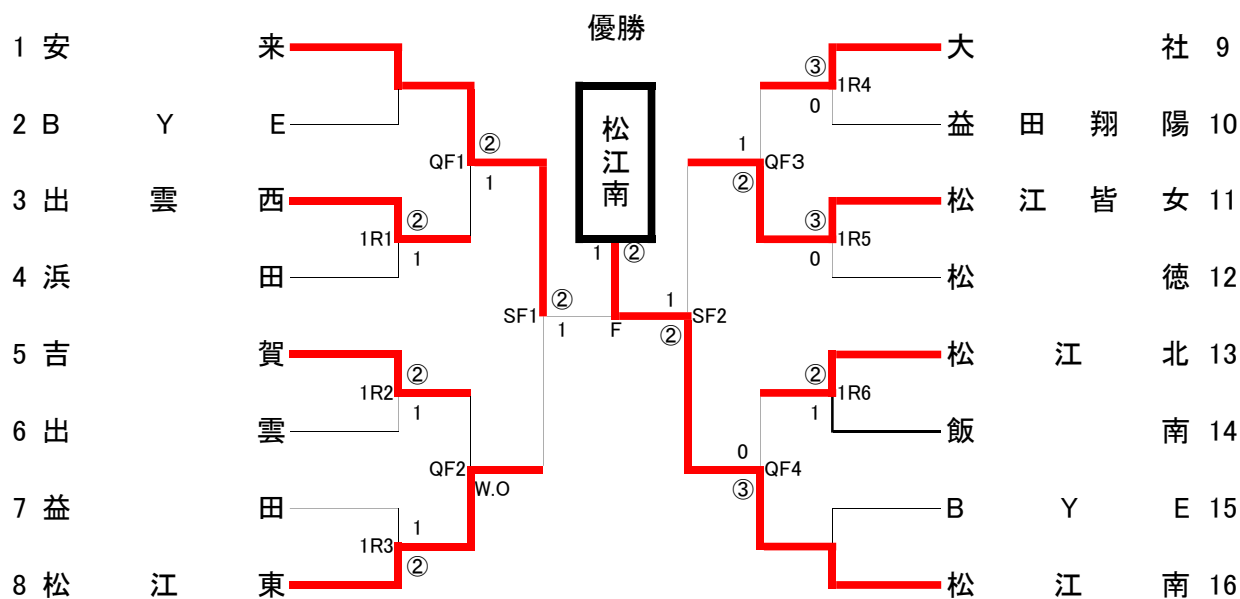 優勝
松江南
1 ②
F
1 安来
2 BYE
3 出雲西
4 浜田
5 吉賀
6 出雲
7 益田
8 松江東
1R1
②
1
1R2
②
1
1R3
1
②
QF1
②
1
QF2
W.O
SF1
②
1
大社 9
益田翔陽 10
松江皆女 11
松徳 12
松江北 13
飯南 14
BYE 15
松江南 16
③
1R4
0
③
1R5
0
②
1R6
1
1
QF3
②
0
QF4
③
1
SF2
②